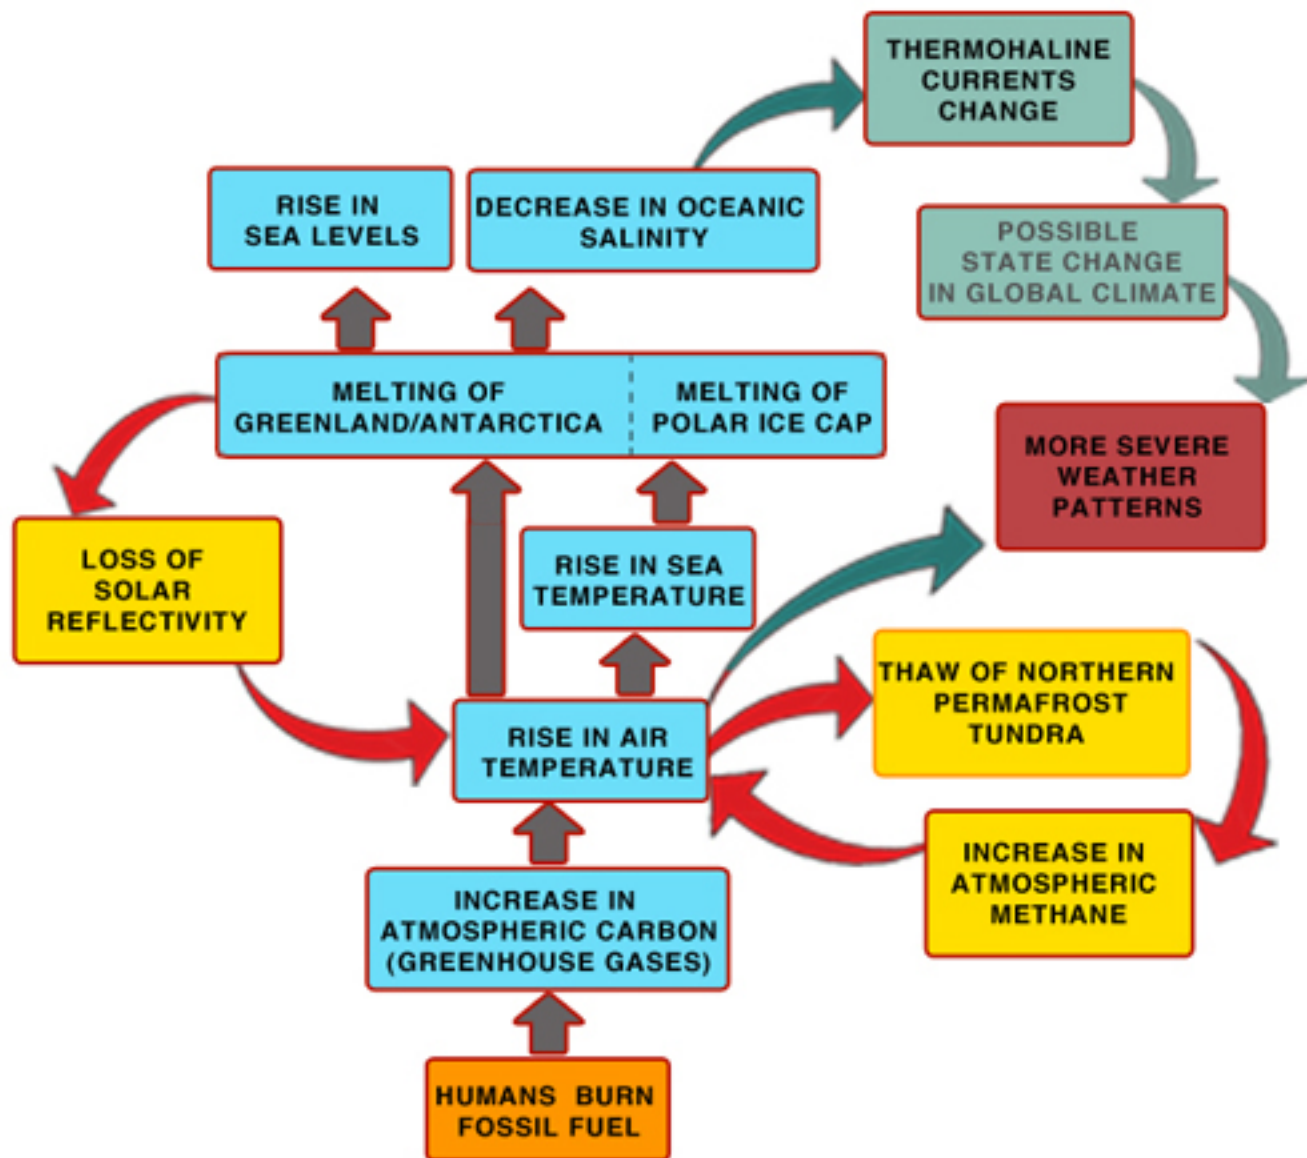 THERMOHALINE
CURRENTS
CHANGE
RISE IN
SEA LEVELS
DECREASE IN OCEANIC
SALINITY
POSSIBLE
STATE CHANGE
IN GLOBAL CLIMATE
MELTING OF
GREENLAND/ANTARCTICA
MELTING OF
POLAR ICE CAP
MORE SEVERE
WEATHER
PATTERNS
LOSS OF
SOLAR
REFLECTIVITY
RISE IN SEA
TEMPERATURE
THAW OF NORTHERN
PERMAFROST
TUNDRA
RISE IN AIR
TEMPERATURE
INCREASE IN
ATMOSPHERIC
METHANE
INCREASE IN
ATMOSPHERIC CARBON
(GREENHOUSE GASES)
HUMANS BURN
FOSSIL FUEL